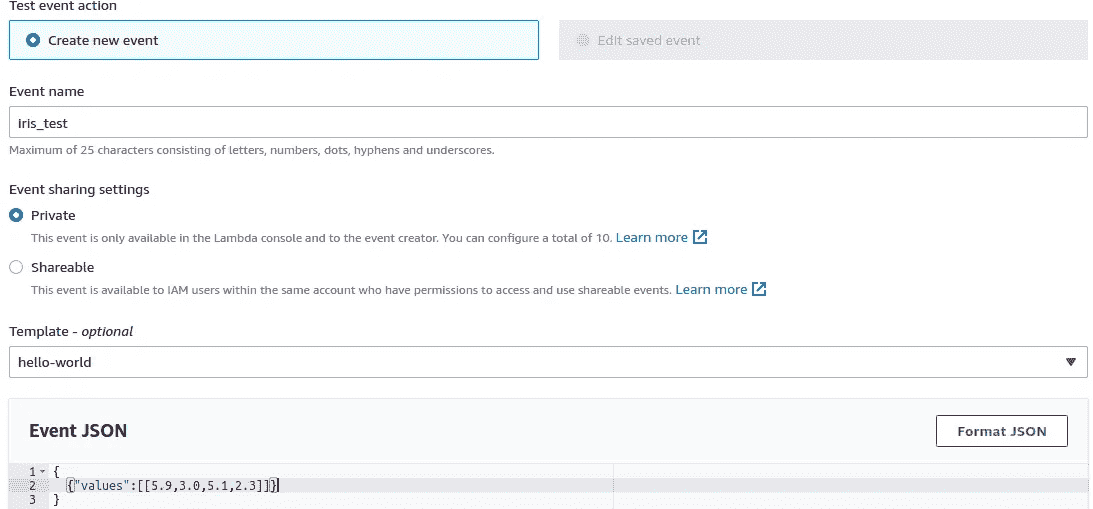 Test event action
Create new event
Edit saved event
Event name
iris_test
Maximum of 25 characters consisting of letters, numbers, dots, hyphens and underscores.
Event sharing settings
Private
This event is only available in the Lambda console and to the event creator. You can configure a total of 10. Learn more
Shareable
This event is available to IAM users within the same account who have permissions to access and use shareable events. Learn more
Template - optional
hello-world
Event JSON
Format JSON
1 {
2 {"values":[[5.9,3.0,5.1,2.3]]}
3 }